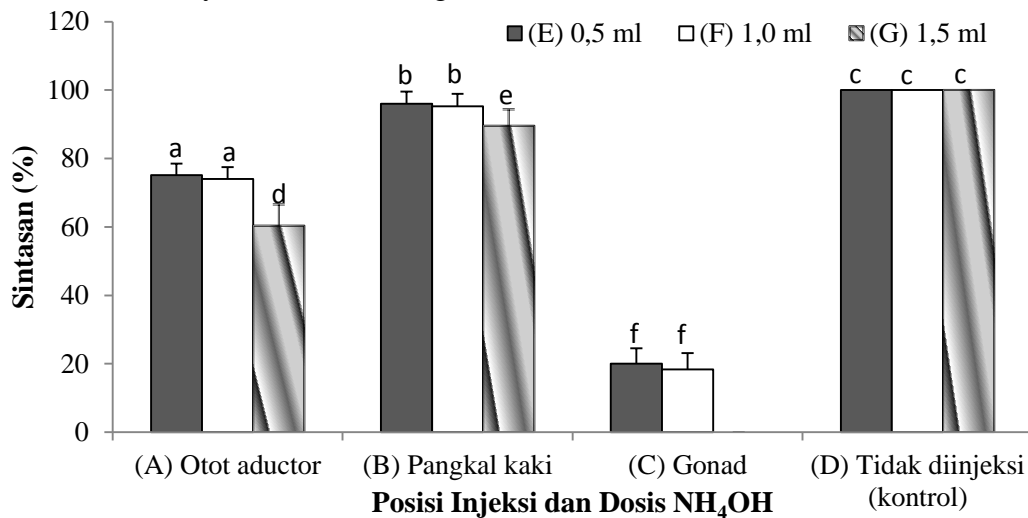 120
(E) 0,5 ml (F) 1,0 ml (G) 1,5 ml
b b c c c
100
e
a a
80
d
60
Sintasan (%)
40
f f
20
0
(A) Otot aductor (B) Pangkal kaki (C) Gonad (D) Tidak diinjeksi
(kontrol)
Posisi Injeksi dan Dosis NH₄OH